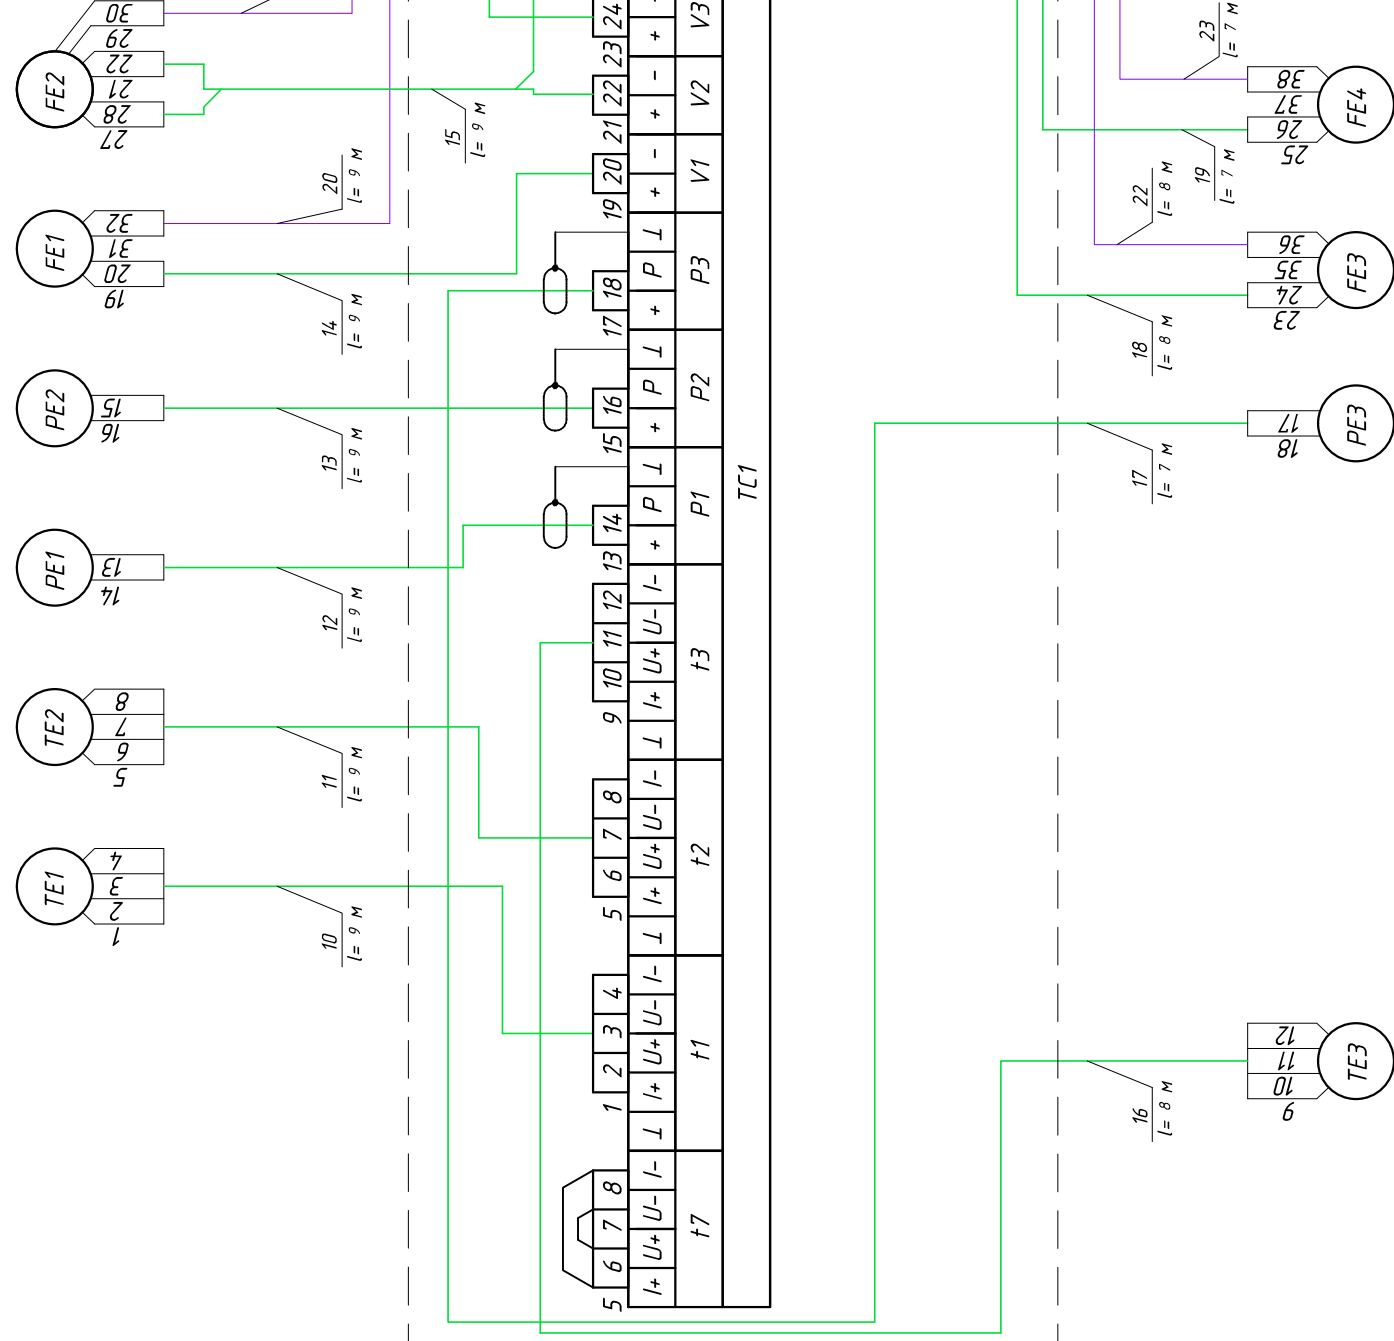 FE2
30
29
22
21
28
27
FE1
32
31
20
19
PE2
15
16
PE1
13
14
TE2
8
7
6
5
TE1
4
3
2
1
20
l= 9 м
14
l= 9 м
13
l= 9 м
12
l= 9 м
11
l= 9 м
10
l= 9 м
15
l= 9 м
24
23
22
21
20
19
18
17
16
15
14
13
12
11
10
9
8
7
6
5
4
3
2
1
8
7
6
5
+
-
+
-
+
⊥
P
+
⊥
P
+
⊥
P
+
I-
U-
U+
I+
⊥
I-
U-
U+
I+
⊥
I-
U-
U+
I+
⊥
I-
U-
U+
I+
V3
V2
V1
P3
P2
P1
t3
t2
t1
t7
TC1
23
l= 7 м
19
l= 7 м
22
l= 8 м
18
l= 8 м
17
l= 7 м
16
l= 8 м
38
37
26
25
FE4
36
35
24
23
FE3
17
18
PE3
12
11
10
9
TE3